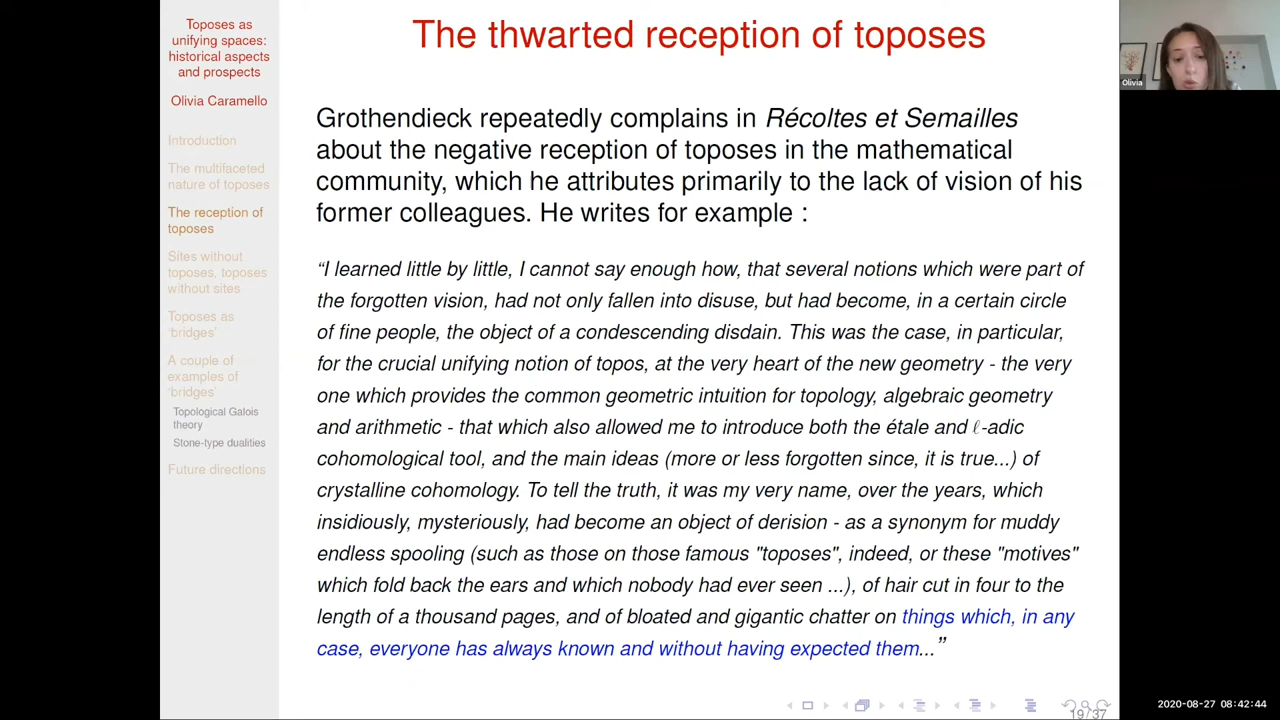 Toposes as
unifying spaces:
historical aspects
and prospects
Olivia Caramello
Introduction
The multifaceted
nature of toposes
The reception of
toposes
Sites without
toposes, toposes
without sites
Toposes as
‘bridges’
A couple of
examples of
‘bridges’
Topological Galois
theory
Stone-type dualities
Future directions
The thwarted reception of toposes
Grothendieck repeatedly complains in Récoltes et Semailles
about the negative reception of toposes in the mathematical
community, which he attributes primarily to the lack of vision of his
former colleagues. He writes for example :
“I learned little by little, I cannot say enough how, that several notions which were part of
the forgotten vision, had not only fallen into disuse, but had become, in a certain circle
of fine people, the object of a condescending disdain. This was the case, in particular,
for the crucial unifying notion of topos, at the very heart of the new geometry - the very
one which provides the common geometric intuition for topology, algebraic geometry
and arithmetic - that which also allowed me to introduce both the étale and ℓ-adic
cohomological tool, and the main ideas (more or less forgotten since, it is true...) of
crystalline cohomology. To tell the truth, it was my very name, over the years, which
insidiously, mysteriously, had become an object of derision - as a synonym for muddy
endless spooling (such as those on those famous "toposes", indeed, or these "motives"
which fold back the ears and which nobody had ever seen ...), of hair cut in four to the
length of a thousand pages, and of bloated and gigantic chatter on things which, in any
case, everyone has always known and without having expected them...”
19/37
Olivia
2020-08-27 08:42:44